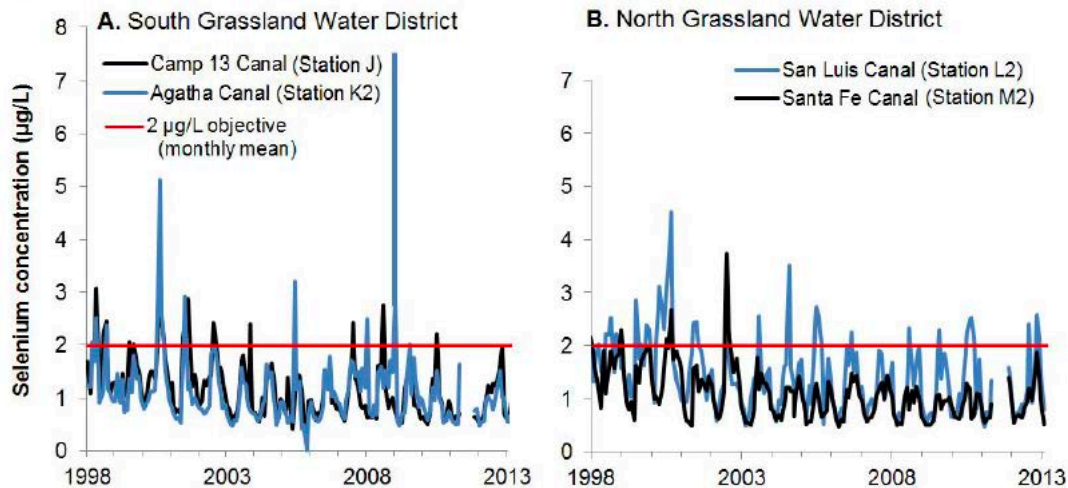 A. South Grassland Water District
B. North Grassland Water District
Selenium concentration (µg/L)
8
7
6
5
4
3
2
1
0
Camp 13 Canal (Station J)
Agatha Canal (Station K2)
2 µg/L objective
(monthly mean)
1998
2003
2008
2013
7
6
5
4
3
2
1
0
San Luis Canal (Station L2)
Santa Fe Canal (Station M2)
1998
2003
2008
2013